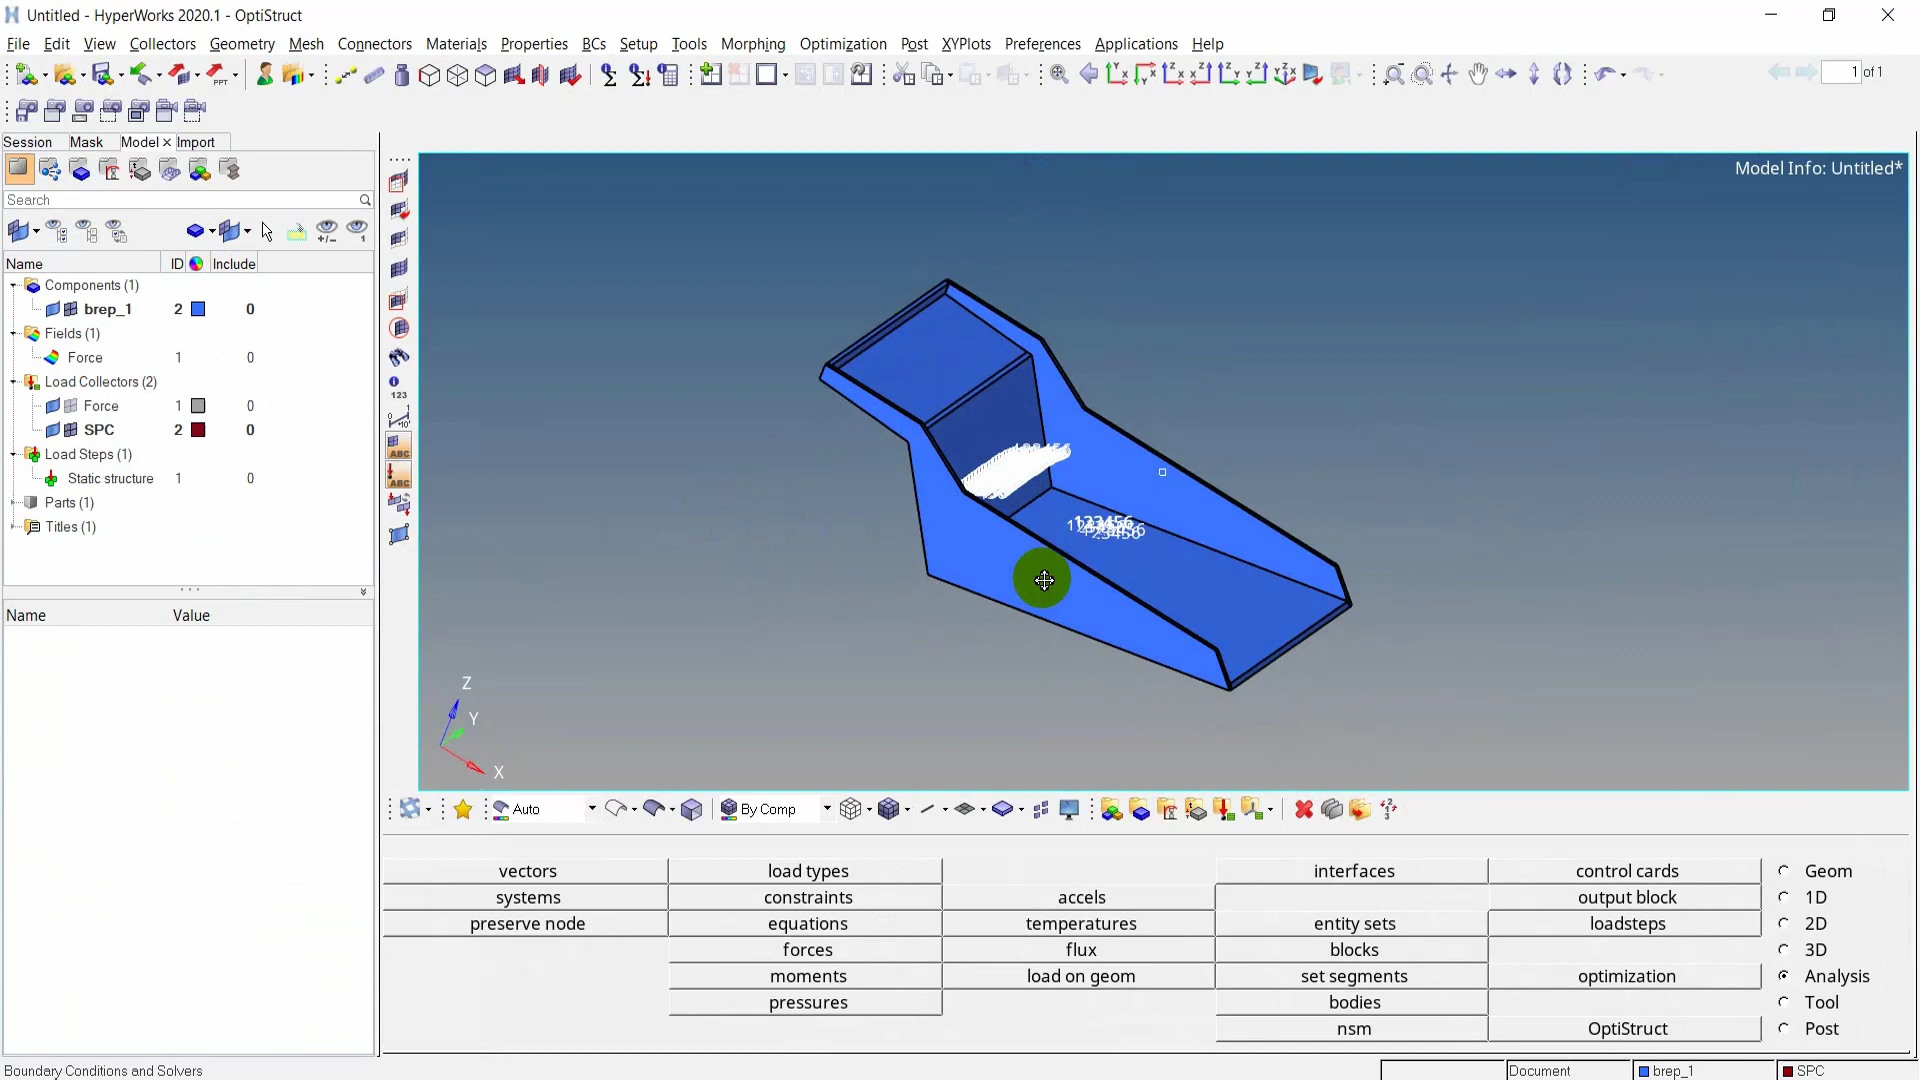 Untitled - HyperWorks 2020.1 - OptiStruct
File Edit View Collectors Geometry Mesh Connectors Materials Properties BCs Setup Tools Morphing Optimization Post XYPlots Preferences Applications Help
1 of 1
Session Mask Model × Import
Search
Name ID Include
Components (1)
brep_1 2 0
Fields (1)
Force 1 0
Load Collectors (2)
Force 1 0
SPC 2 0
Load Steps (1)
Static structure 1 0
Parts (1)
Titles (1)
Name Value
Model Info: Untitled*
123456
123456
Z
Y
X
Auto By Comp
vectors load types interfaces control cards Geom
systems constraints accels output block 1D
preserve node equations temperatures entity sets loadsteps 2D
forces flux blocks 3D
moments load on geom set segments optimization Analysis
pressures bodies Tool
nsm OptiStruct Post
Boundary Conditions and Solvers Document brep_1 SPC